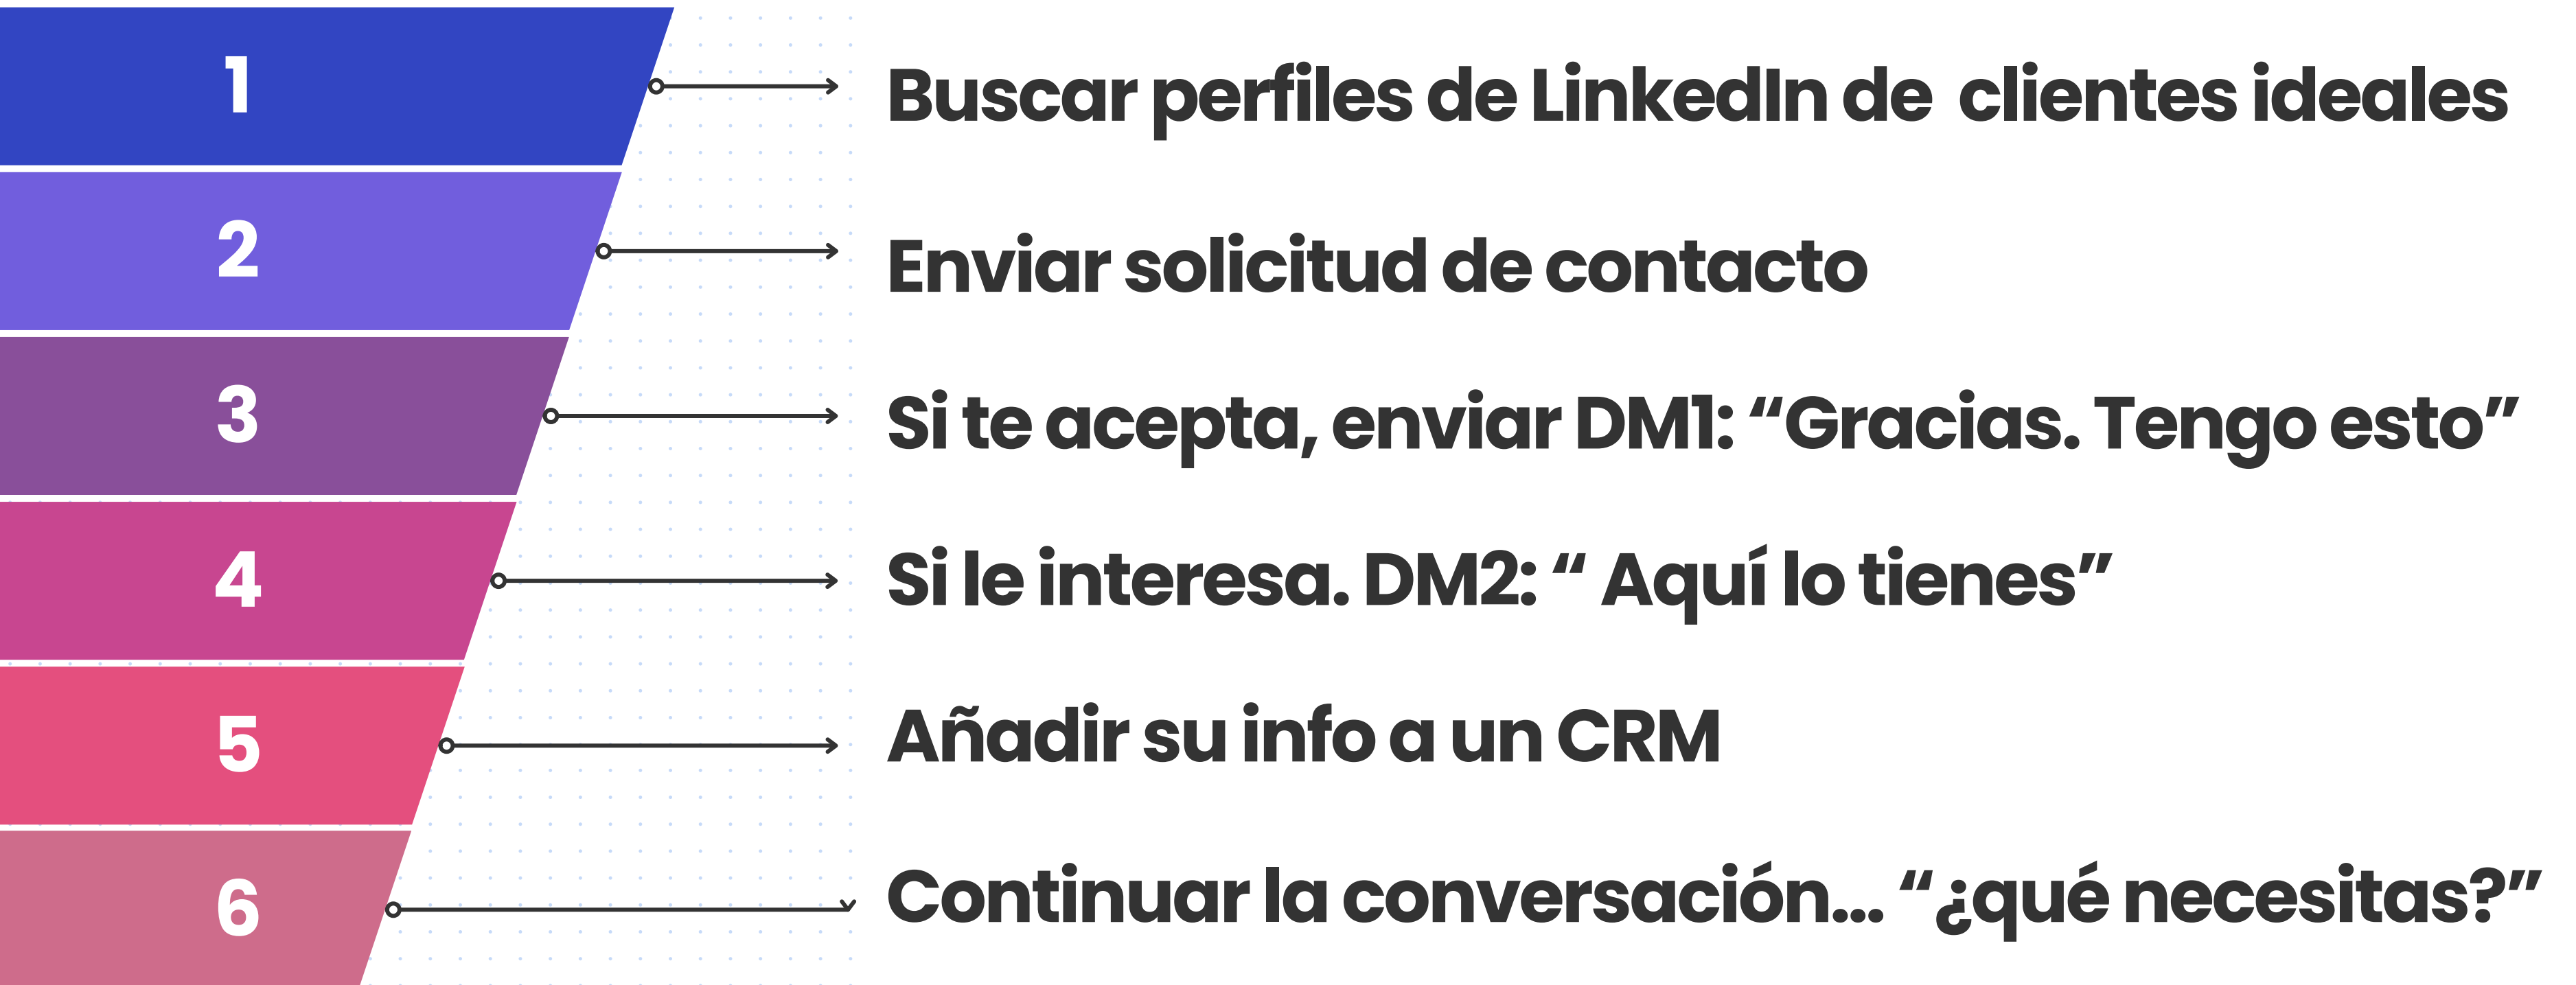 1
Buscar perfiles de LinkedIn de  clientes ideales
2
Enviar solicitud de contacto
3
Si te acepta, enviar DM1: “Gracias. Tengo esto”
4
Si le interesa. DM2: “ Aquí lo tienes”
5
Añadir su info a un CRM
6
Continuar la conversación... “¿qué necesitas?”